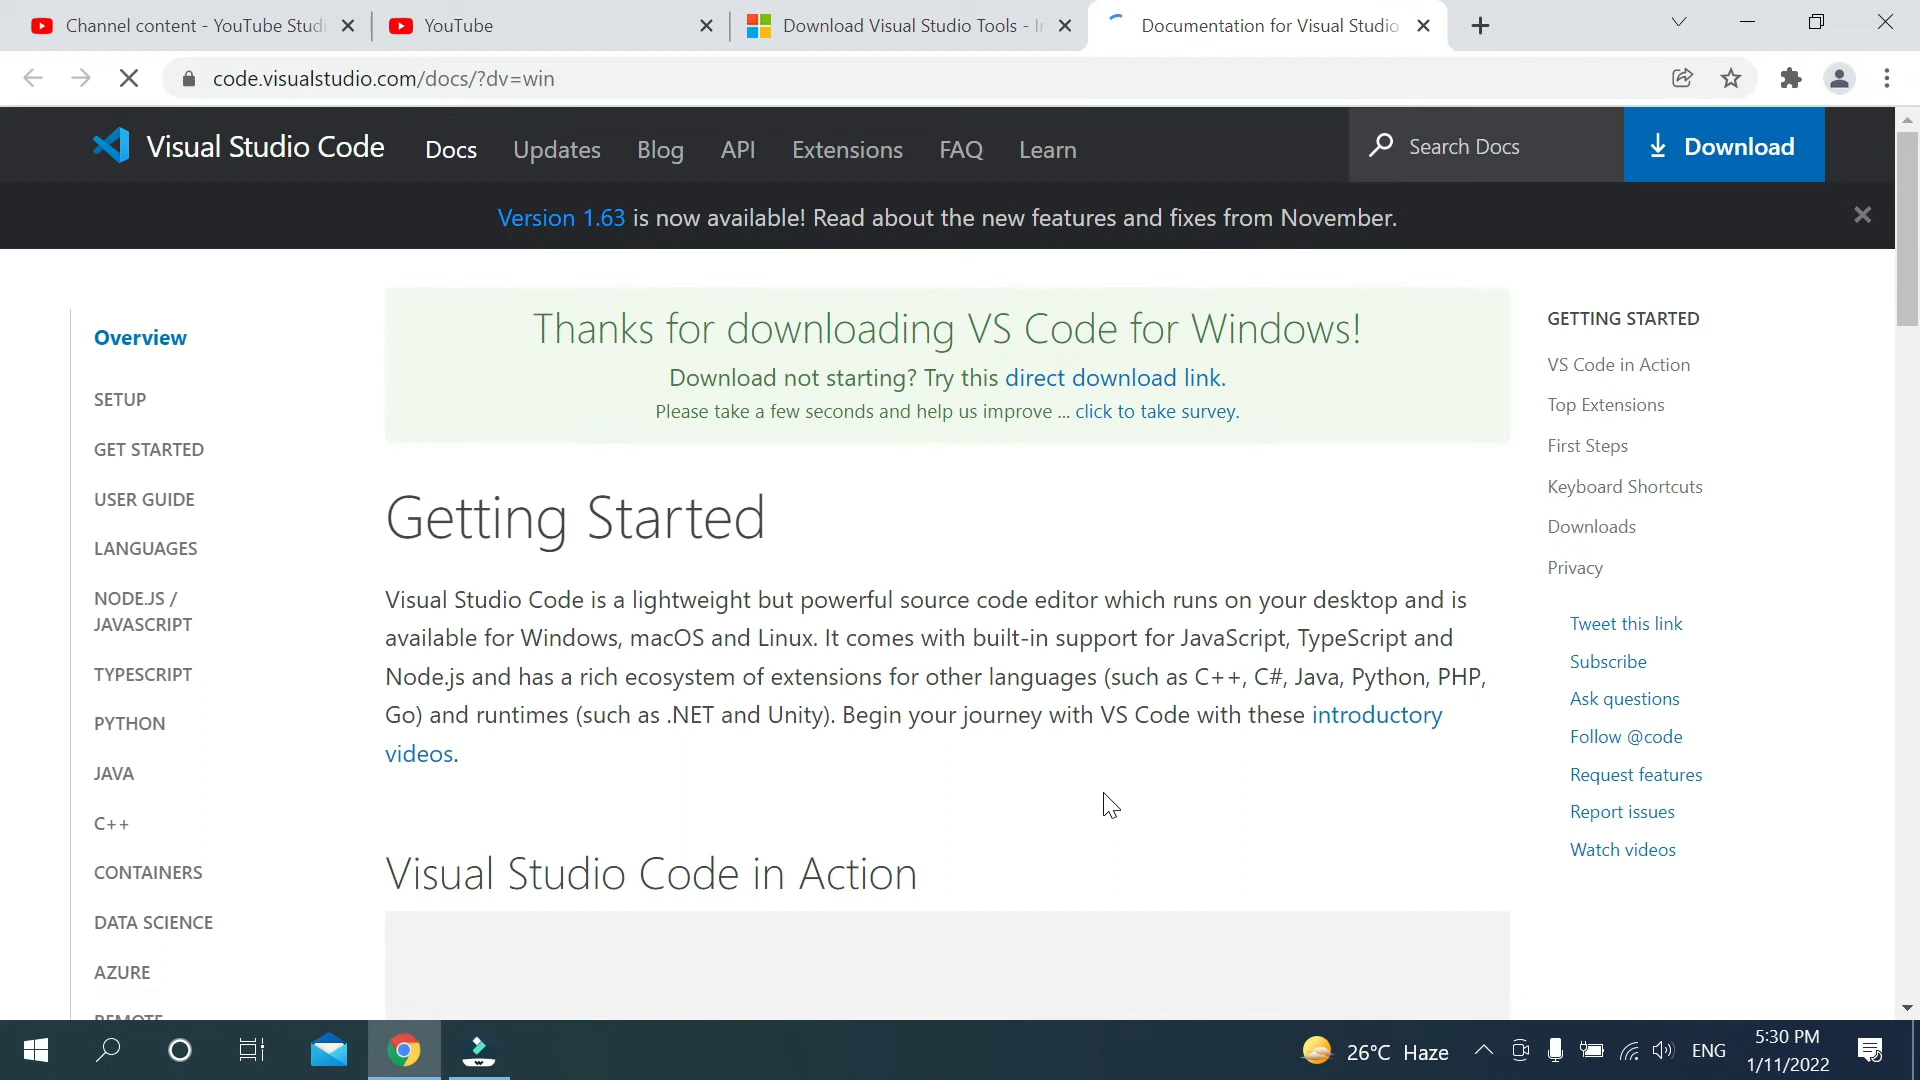 Channel content - YouTube Studi
YouTube
Download Visual Studio Tools - In
Documentation for Visual Studio
code.visualstudio.com/docs/?dv=win
Visual Studio Code
Docs
Updates
Blog
API
Extensions
FAQ
Learn
Search Docs
Download
Version 1.63 is now available! Read about the new features and fixes from November.
Overview
SETUP
GET STARTED
USER GUIDE
LANGUAGES
NODE.JS /
JAVASCRIPT
TYPESCRIPT
PYTHON
JAVA
C++
CONTAINERS
DATA SCIENCE
AZURE
REMOTE
Thanks for downloading VS Code for Windows!
Download not starting? Try this direct download link.
Please take a few seconds and help us improve ... click to take survey.
Getting Started
Visual Studio Code is a lightweight but powerful source code editor which runs on your desktop and is
available for Windows, macOS and Linux. It comes with built-in support for JavaScript, TypeScript and
Node.js and has a rich ecosystem of extensions for other languages (such as C++, C#, Java, Python, PHP,
Go) and runtimes (such as .NET and Unity). Begin your journey with VS Code with these introductory
videos.
Visual Studio Code in Action
GETTING STARTED
VS Code in Action
Top Extensions
First Steps
Keyboard Shortcuts
Downloads
Privacy
Tweet this link
Subscribe
Ask questions
Follow @code
Request features
Report issues
Watch videos
26°C Haze
ENG
5:30 PM
1/11/2022